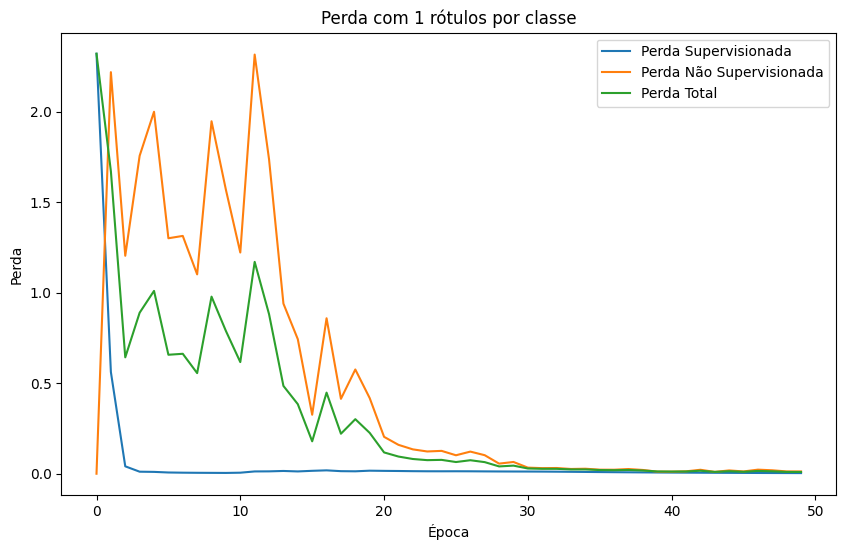 Perda com 1 rótulos por classe
Perda Supervisionada
Perda Não Supervisionada
Perda Total
Perda
2.0
1.5
1.0
0.5
0.0
0
10
20
30
40
50
Época